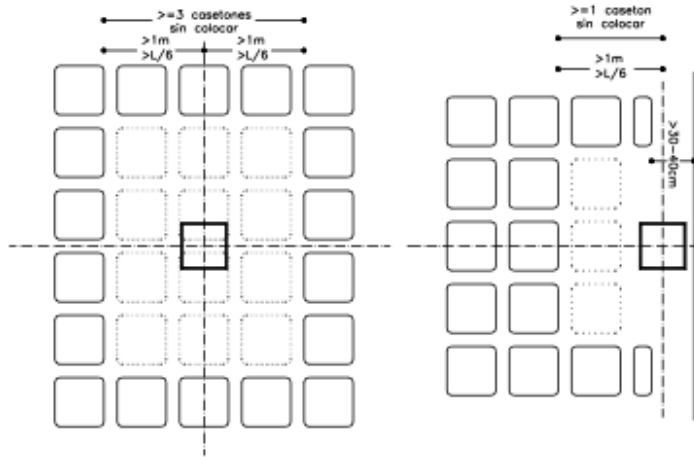 >=3 casetones
sin colocar
>1m >1m
>L/6 >L/6
>=1 caseton
sin colocar
>1m
>L/6
>30-40cm